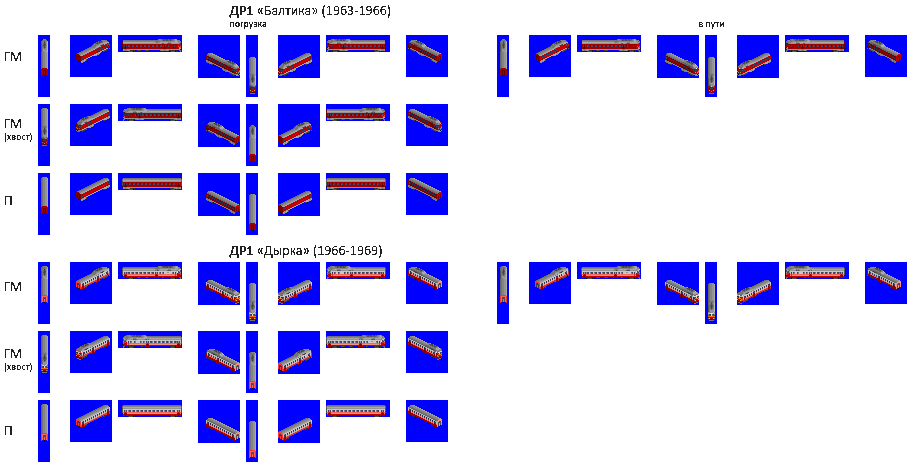 ДР1 «Балтика» (1963-1966)
погрузка
в пути
ГМ
ГМ
(хвост)
П
ДР1 «Дырка» (1966-1969)
ГМ
ГМ
(хвост)
П